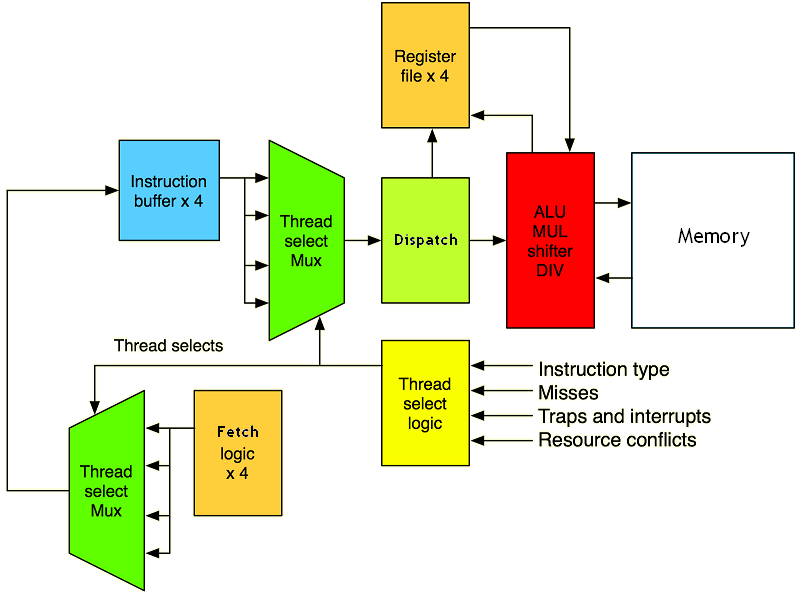 Register
file x 4
Instruction
buffer x 4
Thread
select
Mux
Dispatch
ALU
MUL
shifter
DIV
Memory
Thread selects
Thread
select
logic
Instruction type
Misses
Traps and interrupts
Resource conflicts
Thread
select
Mux
Fetch
logic
x 4